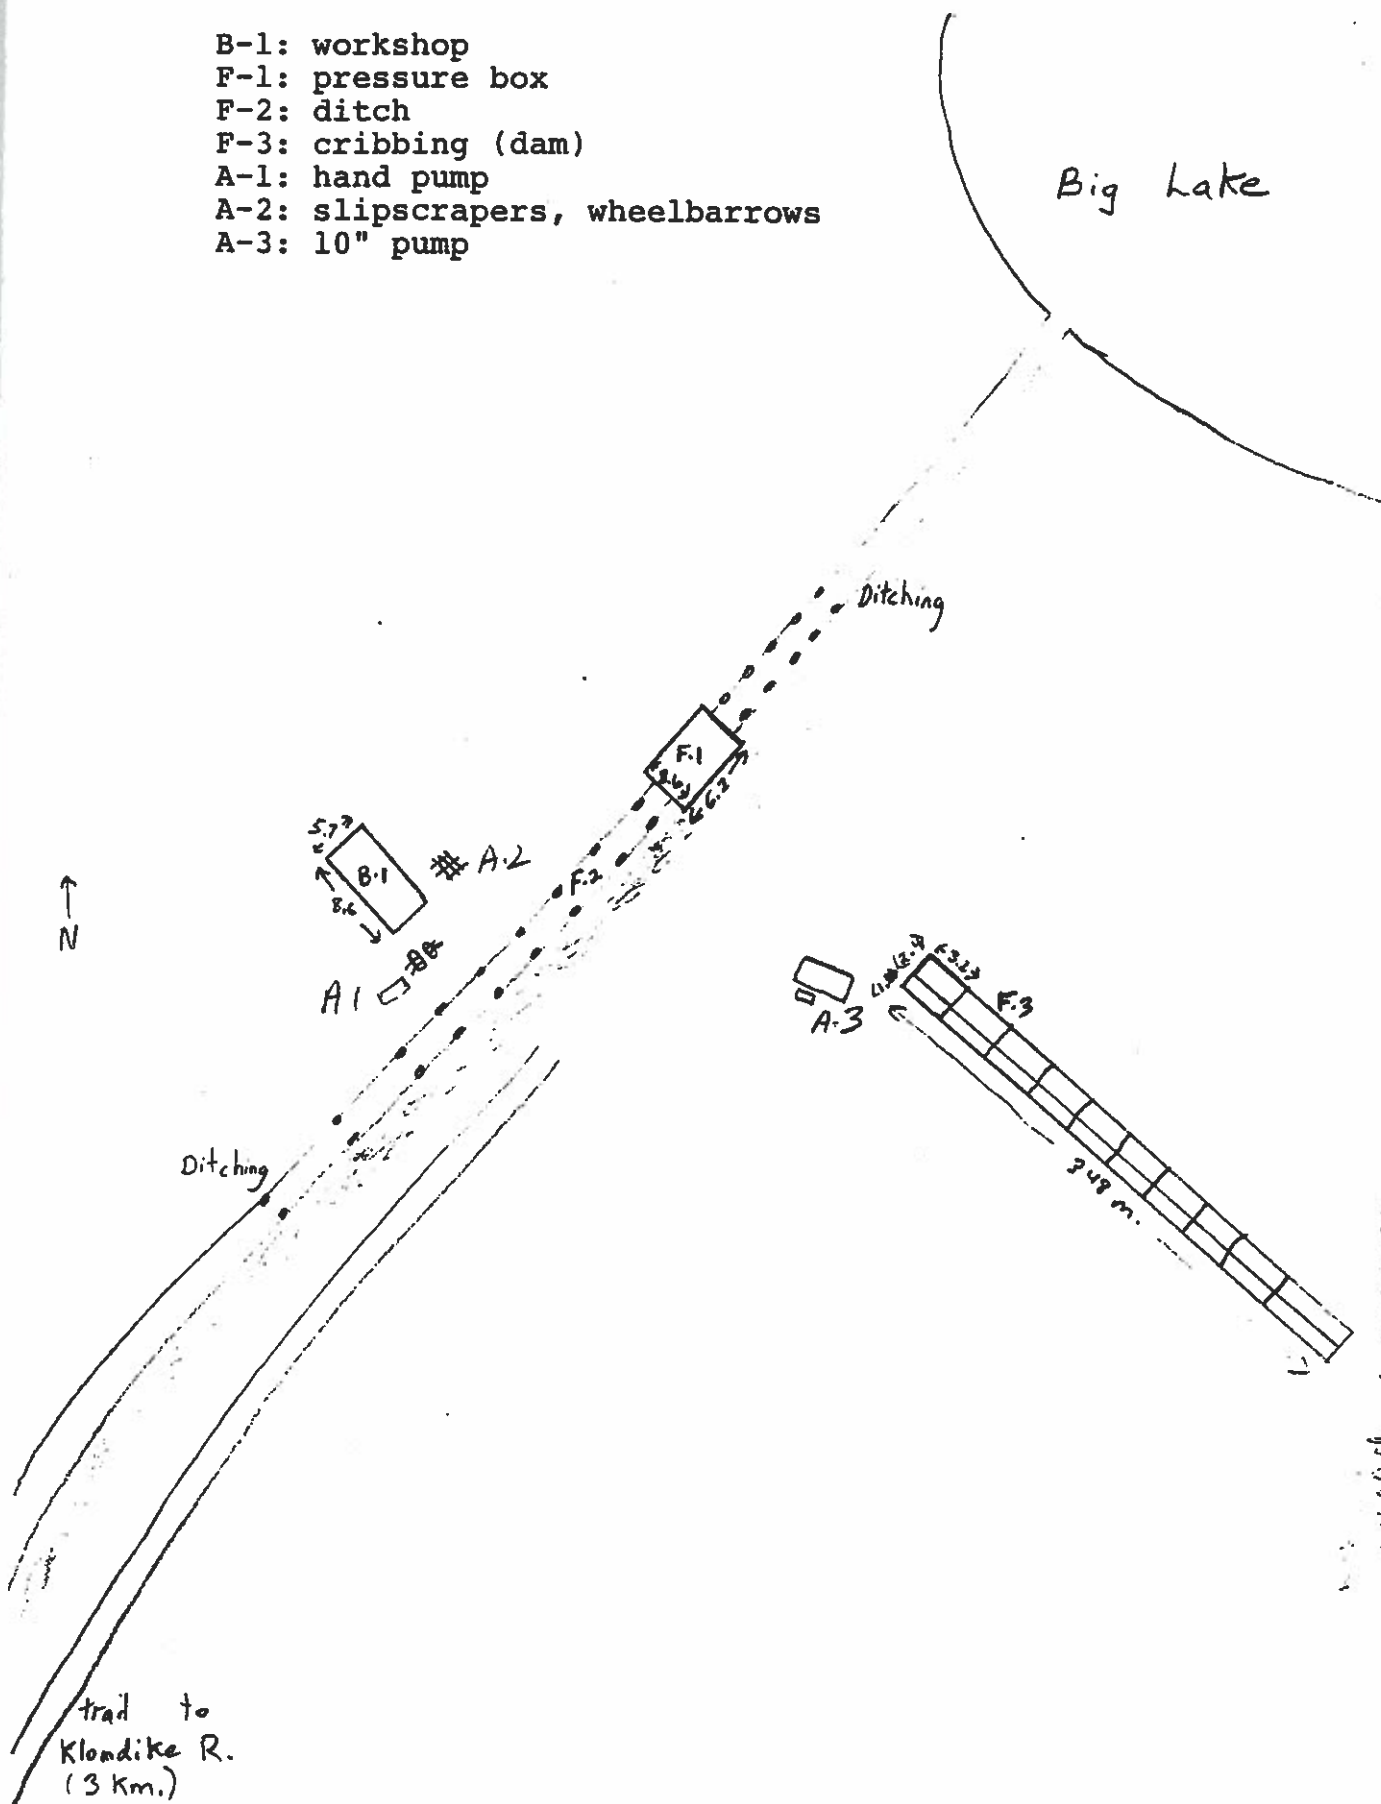 B-1: workshop
F-1: pressure box
F-2: ditch
F-3: cribbing (dam)
A-1: hand pump
A-2: slipscrapers, wheelbarrows
A-3: 10" pump
Big Lake
Ditching
F.1
6.2
5.7
B.1
8.6
A.2
F.2
N
A1
A.3
F.3
348 m.
Ditching
trail to
Klondike R.
(3 Km.)